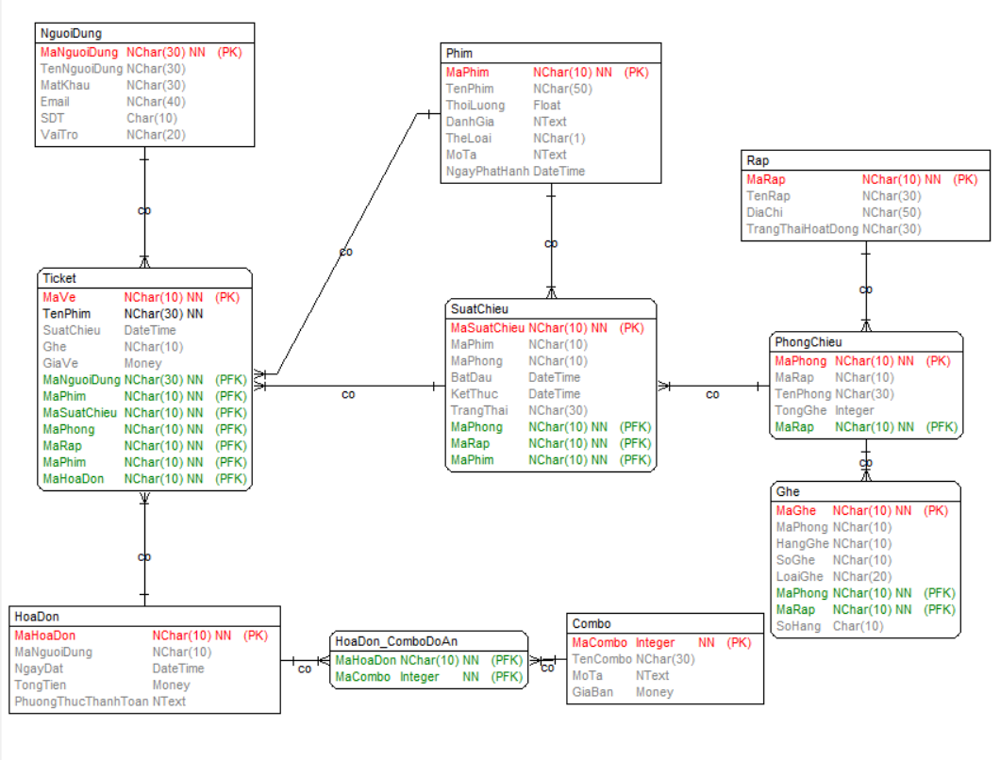 NguoiDung
MaNguoiDung NChar(30) NN (PK)
TenNguoiDung NChar(30)
MatKhau NChar(30)
Email NChar(40)
SDT Char(10)
VaiTro NChar(20)
co
Phim
MaPhim NChar(10) NN (PK)
TenPhim NChar(50)
ThoiLuong Float
DanhGia NText
TheLoai NChar(1)
MoTa NText
NgayPhatHanh DateTime
co
co
Rap
MaRap NChar(10) NN (PK)
TenRap NChar(30)
DiaChi NChar(50)
TrangThaiHoatDong NChar(30)
co
Ticket
MaVe NChar(10) NN (PK)
TenPhim NChar(30) NN
SuatChieu DateTime
Ghe NChar(10)
GiaVe Money
MaNguoiDung NChar(30) NN (PFK)
MaPhim NChar(10) NN (PFK)
MaSuatChieu NChar(10) NN (PFK)
MaPhong NChar(10) NN (PFK)
MaRap NChar(10) NN (PFK)
MaPhim NChar(10) NN (PFK)
MaHoaDon NChar(10) NN (PFK)
co
SuatChieu
MaSuatChieu NChar(10) NN (PK)
MaPhim NChar(10)
MaPhong NChar(10)
BatDau DateTime
KetThuc DateTime
TrangThai NChar(30)
MaPhong NChar(10) NN (PFK)
MaRap NChar(10) NN (PFK)
MaPhim NChar(10) NN (PFK)
co
PhongChieu
MaPhong NChar(10) NN (PK)
MaRap NChar(10)
TenPhong NChar(30)
TongGhe Integer
MaRap NChar(10) NN (PFK)
co
Ghe
MaGhe NChar(10) NN (PK)
MaPhong NChar(10)
HangGhe NChar(10)
SoGhe NChar(10)
LoaiGhe NChar(20)
MaPhong NChar(10) NN (PFK)
MaRap NChar(10) NN (PFK)
SoHang Char(10)
co
HoaDon
MaHoaDon NChar(10) NN (PK)
MaNguoiDung NChar(10)
NgayDat DateTime
TongTien Money
PhuongThucThanhToan NText
co
HoaDon_ComboDoAn
MaHoaDon NChar(10) NN (PFK)
MaCombo Integer NN (PFK)
co
Combo
MaCombo Integer NN (PK)
TenCombo NChar(30)
MoTa NText
GiaBan Money